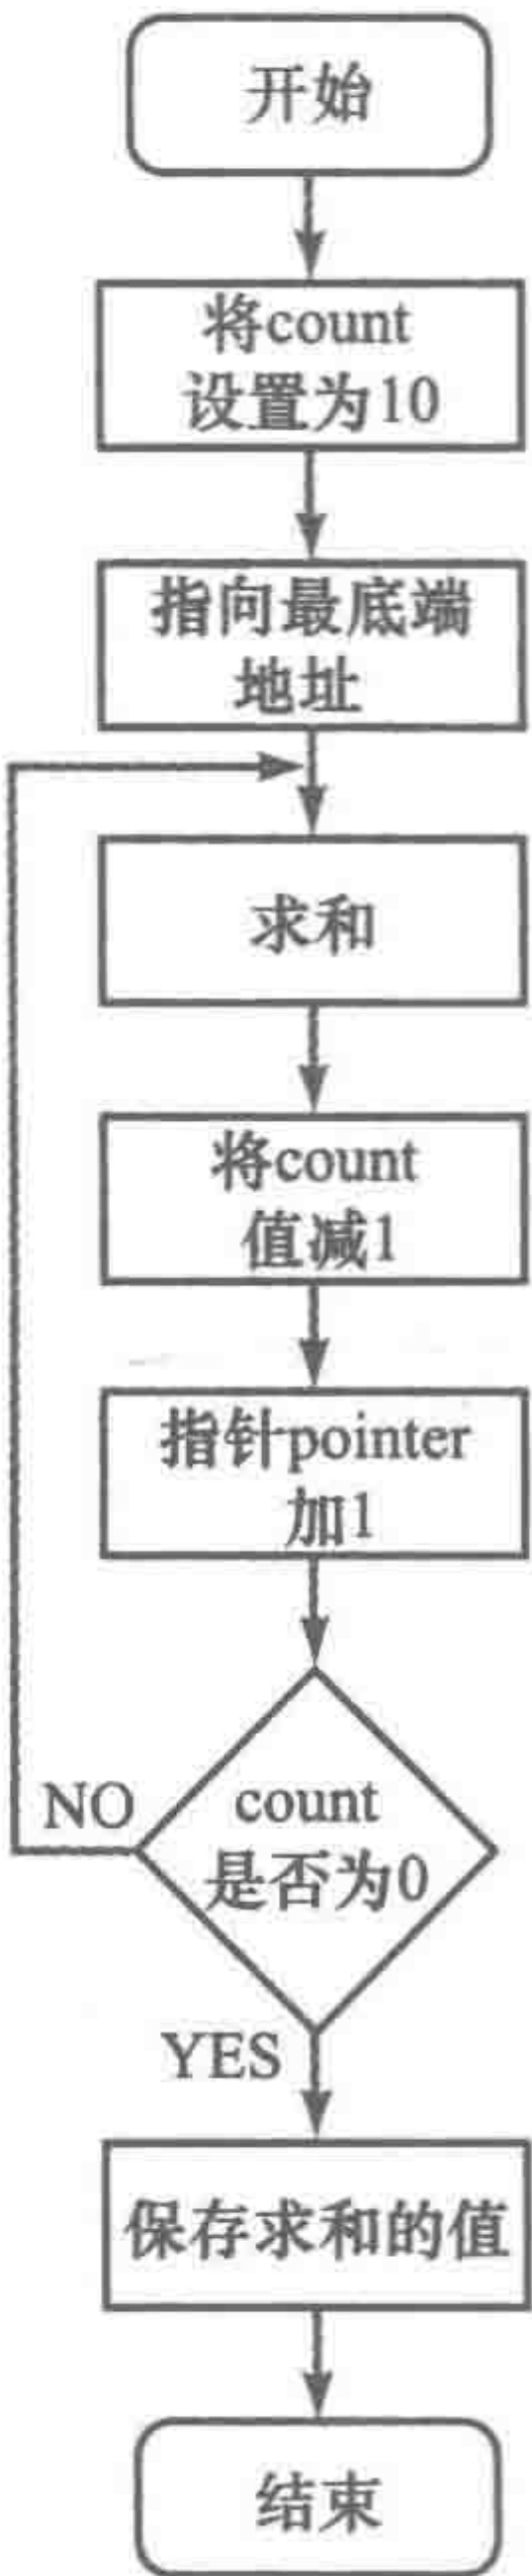 开始
将count
设置为10
指向最底端
地址
求和
将count
值减1
指针pointer
加1
count
是否为0
NO
YES
保存求和的值
结束